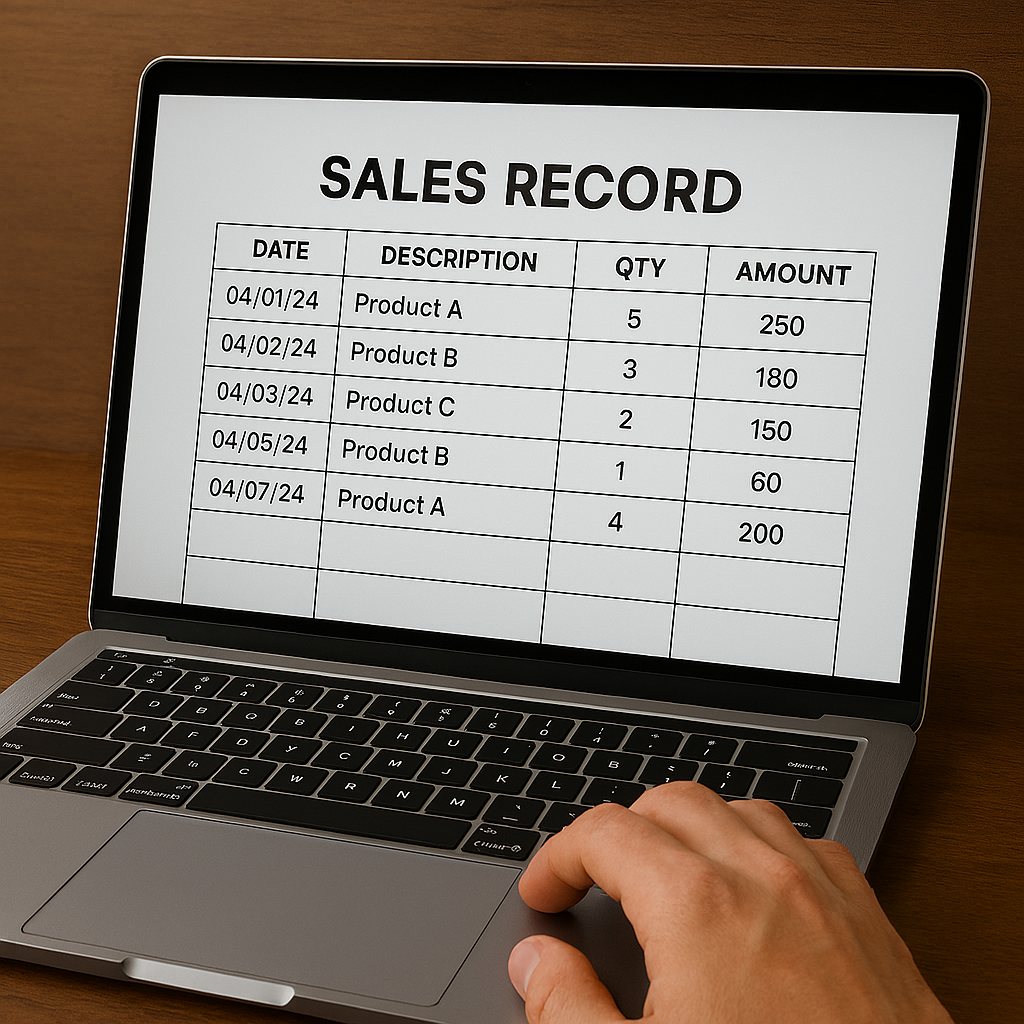 SALES RECORD
DATE DESCRIPTION QTY AMOUNT
04/01/24 Product A 5 250
04/02/24 Product B 3 180
04/03/24 Product C 2 150
04/05/24 Product B 1 60
04/07/24 Product A 4 200